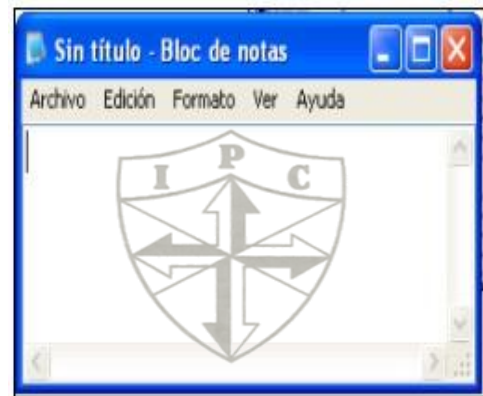 Sin título - Bloc de notas
Archivo Edición Formato Ver Ayuda
I P C